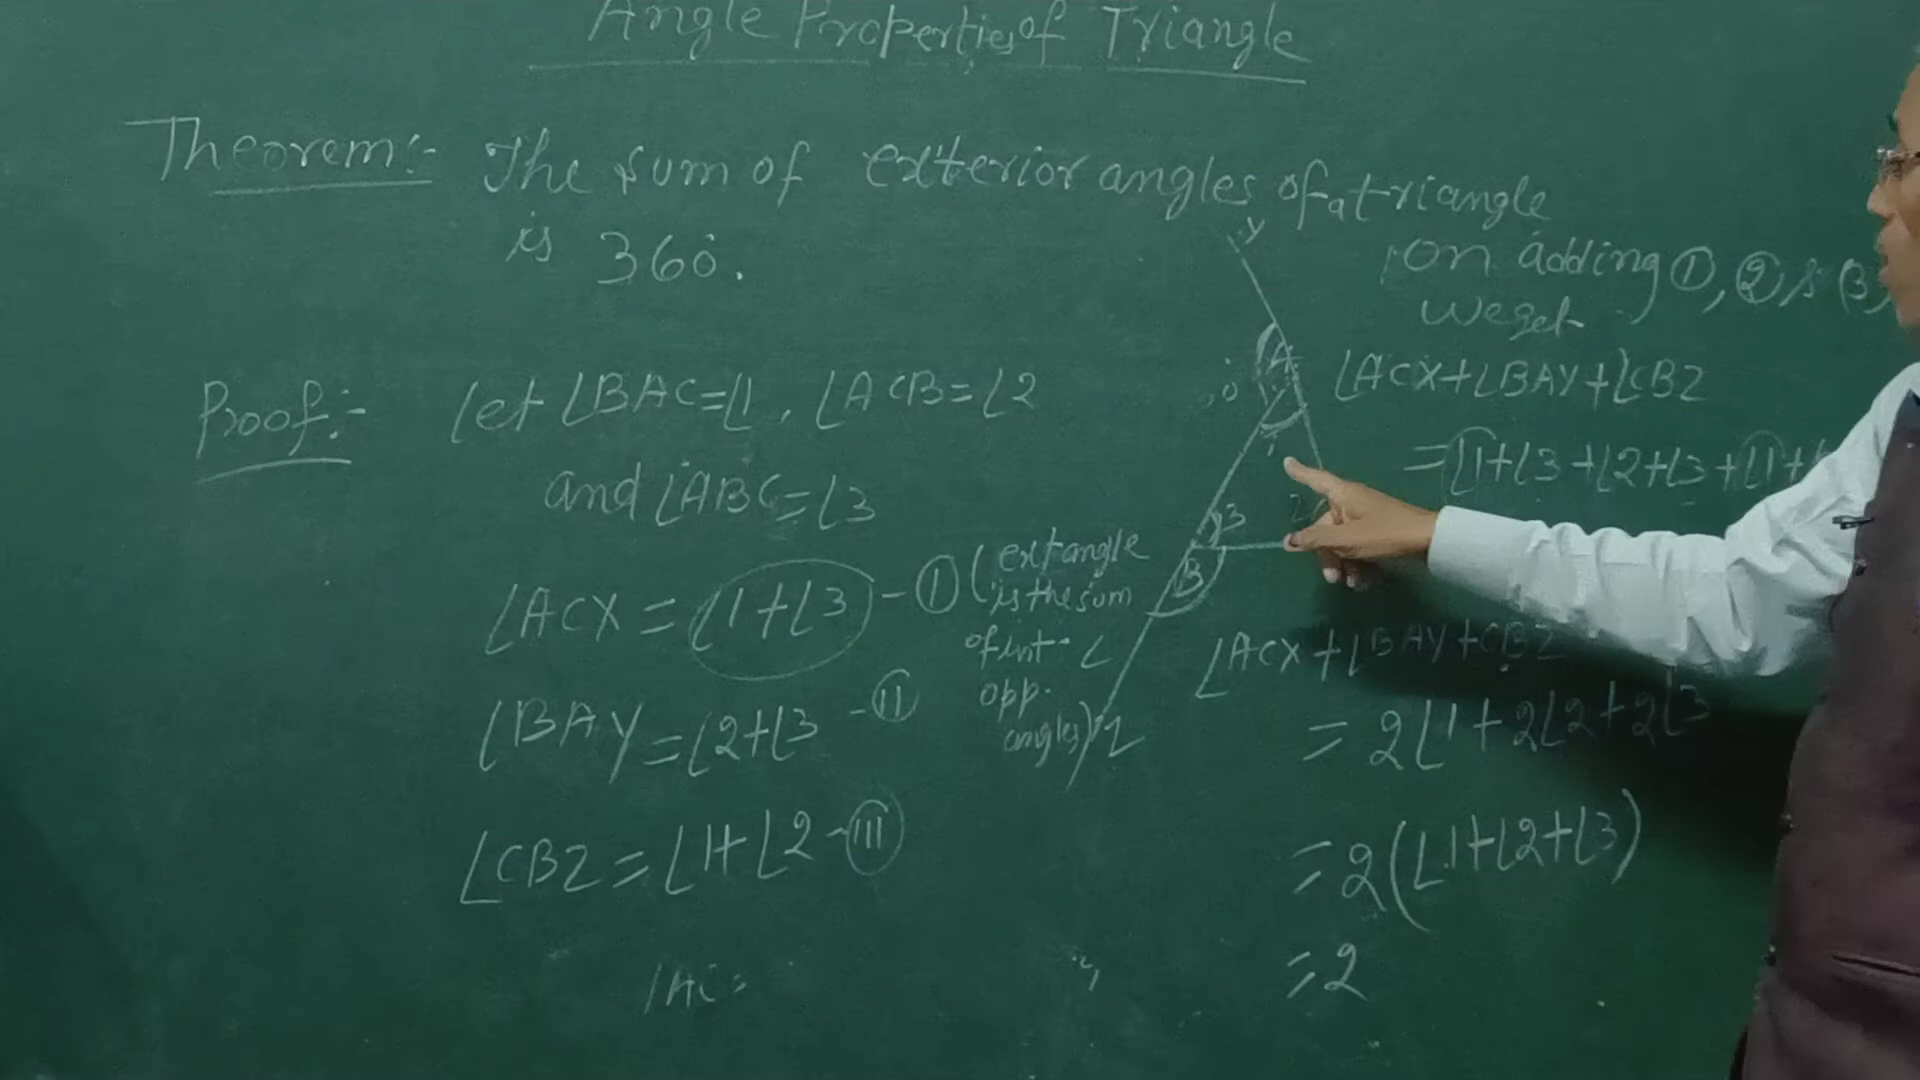 Angle Properties of Triangle
Theorem:- The sum of exterior angles of a triangle
is 360°.
Proof:- Let ∠BAC=∠1, ∠ACB=∠2
and ∠ABC=∠3
∠ACX = ∠1+∠3 - (I) (ext angle
is the sum
of int. ∠
opp.
angles)
∠BAY=∠2+∠3 - (II)
∠CBZ=∠1+∠2 - (III)
Y
A
1
3
2
B
Z
on adding ①, ② & (3)
we get
∠ACX+∠BAY+∠CBZ
=∠1+∠3+∠2+∠3+∠1+
∠ACX+∠BAY+CBZ
= 2∠1+2∠2+2∠3
=2(∠1+∠2+∠3)
=2